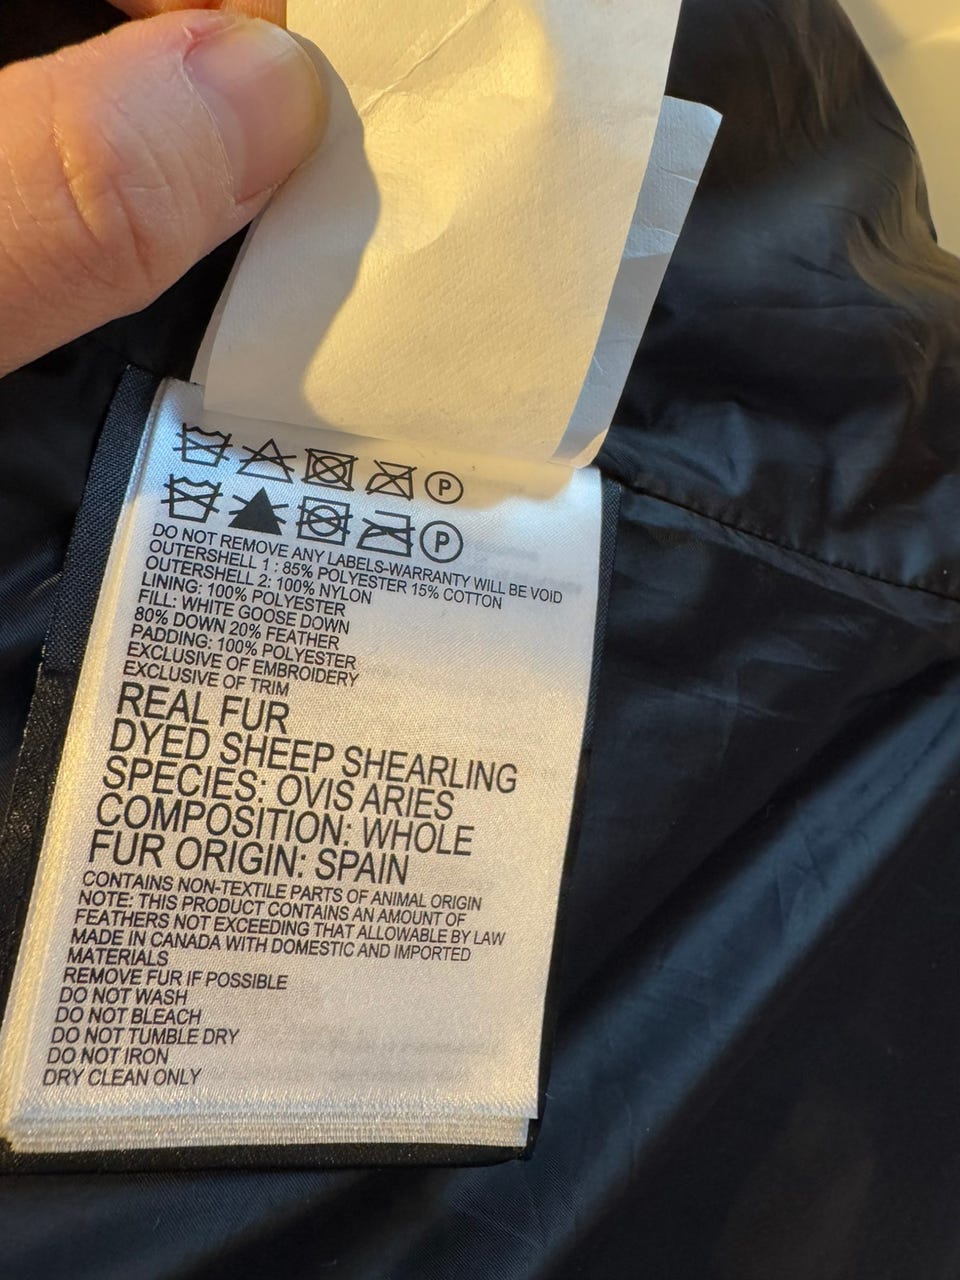 P
P
DO NOT REMOVE ANY LABELS-WARRANTY WILL BE VOID
OUTERSHELL 1 : 85% POLYESTER 15% COTTON
OUTERSHELL 2: 100% NYLON
LINING: 100% POLYESTER
FILL: WHITE GOOSE DOWN
80% DOWN 20% FEATHER
PADDING: 100% POLYESTER
EXCLUSIVE OF EMBROIDERY
EXCLUSIVE OF TRIM
REAL FUR
DYED SHEEP SHEARLING
SPECIES: OVIS ARIES
COMPOSITION: WHOLE
FUR ORIGIN: SPAIN
CONTAINS NON-TEXTILE PARTS OF ANIMAL ORIGIN
NOTE: THIS PRODUCT CONTAINS AN AMOUNT OF
FEATHERS NOT EXCEEDING THAT ALLOWABLE BY LAW
MADE IN CANADA WITH DOMESTIC AND IMPORTED
MATERIALS
REMOVE FUR IF POSSIBLE
DO NOT WASH
DO NOT BLEACH
DO NOT TUMBLE DRY
DO NOT IRON
DRY CLEAN ONLY